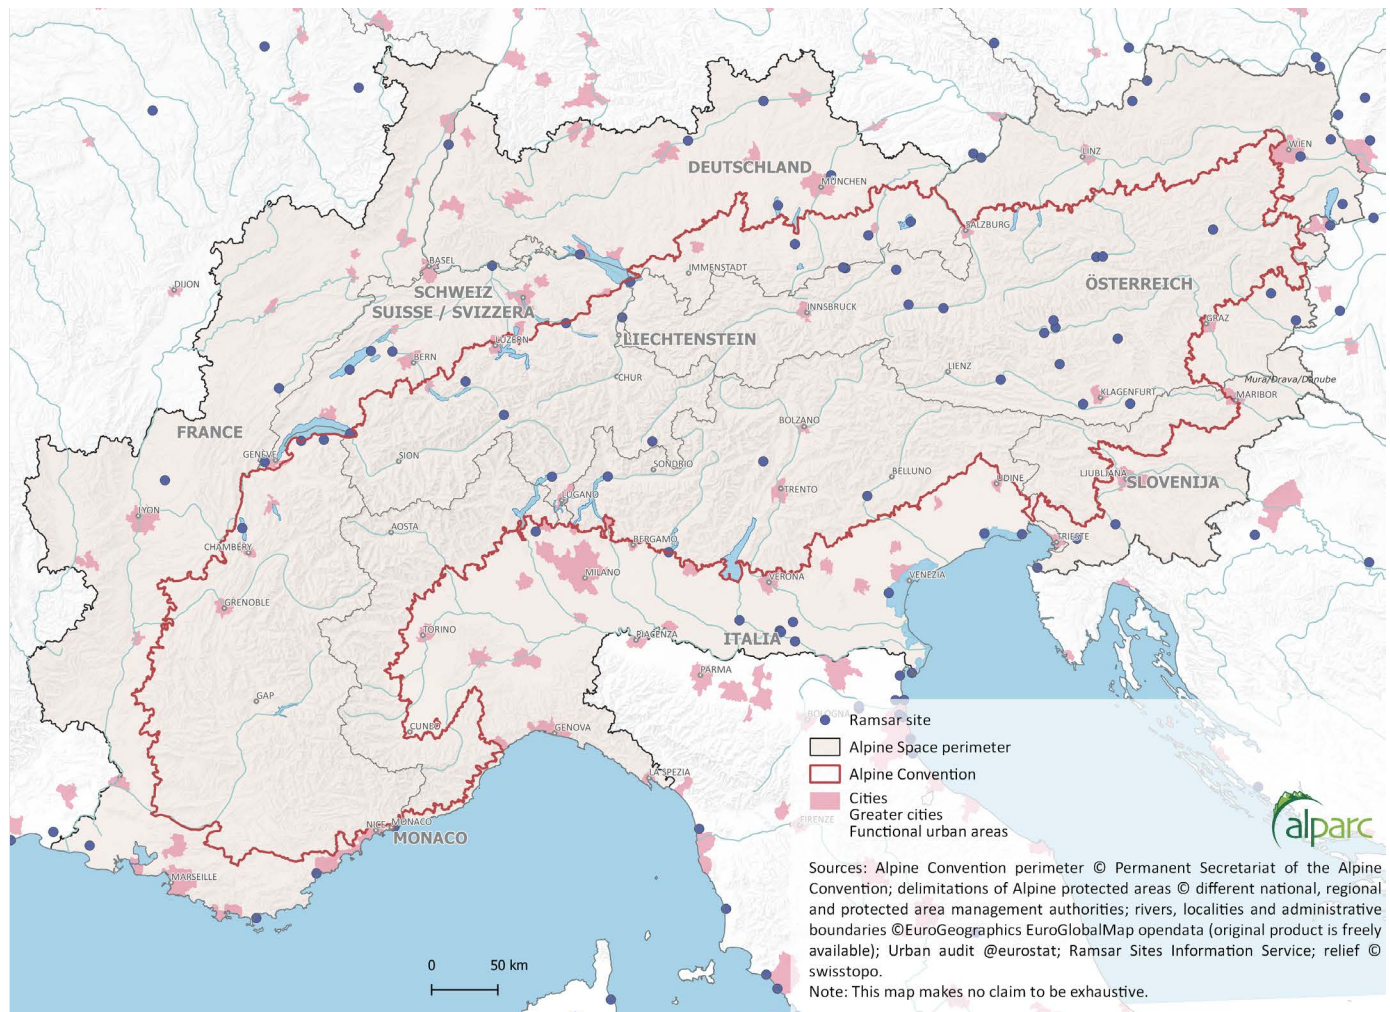 DEUTSCHLAND
WIEN
LINZ
MÜNCHEN
SALZBURG
BASEL
IMMENSTADT
DIJON
SCHWEIZ
SUISSE / SVIZZERA
ÖSTERREICH
INNSBRUCK
GRAZ
LUZERN
LIECHTENSTEIN
BERN
LIENZ
CHUR
Mura/Drava/Danube
KLAGENFURT
MARIBOR
FRANCE
BOLZANO
GENÈVE
SION
SONDRIO
BELLUNO
LJUBLJANA
SLOVENIJA
UDINE
TRENTO
LUGANO
LYON
AOSTA
TRIESTE
CHAMBÉRY
BERGAMO
MILANO
VERONA
VENEZIA
GRENOBLE
TORINO
PIACENZA
ITALIA
PARMA
GAP
CUNEO
GENOVA
BOLOGNA
LA SPEZIA
NICE
MONACO
MONACO
FIRENZE
MARSEILLE
Ramsar site
Alpine Space perimeter
Alpine Convention
Cities
Greater cities
Functional urban areas
alparc
Sources: Alpine Convention perimeter © Permanent Secretariat of the Alpine
Convention; delimitations of Alpine protected areas © different national, regional
and protected area management authorities; rivers, localities and administrative
boundaries ©EuroGeographics EuroGlobalMap opendata (original product is freely
available); Urban audit @eurostat; Ramsar Sites Information Service; relief ©
swisstopo.
Note: This map makes no claim to be exhaustive.
0 50 km